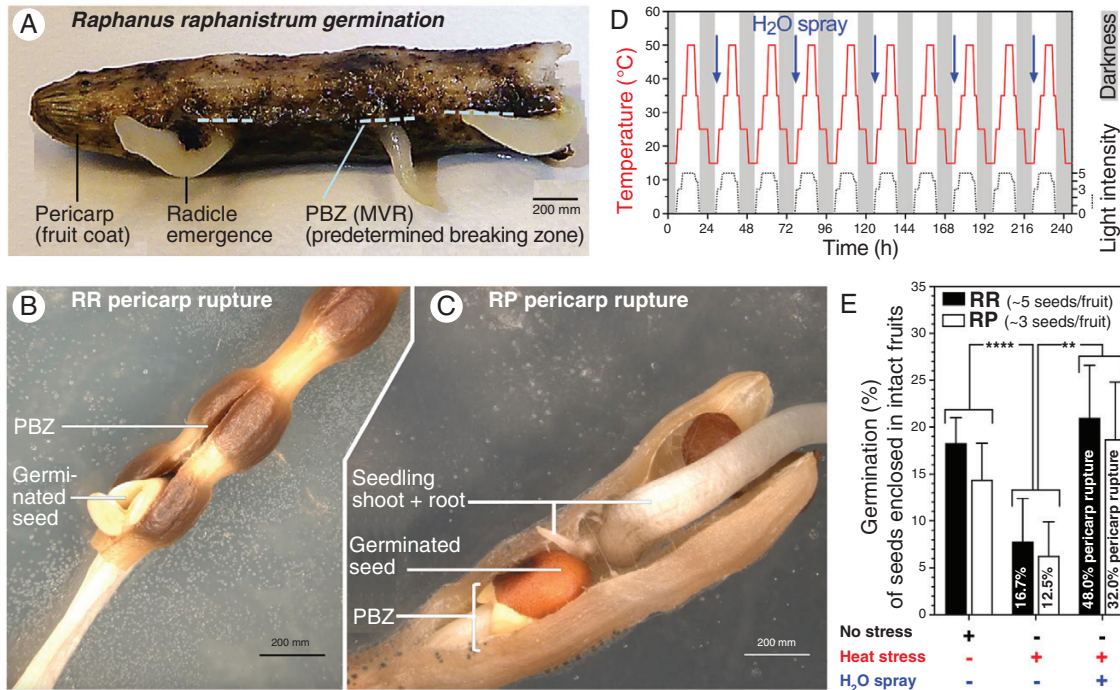 A
Raphanus raphanistrum germination
Pericarp
(fruit coat)
Radicle
emergence
PBZ (MVR)
(predetermined breaking zone)
200 mm
B
RR pericarp rupture
PBZ
Germi-
nated
seed
200 mm
C
RP pericarp rupture
Seedling
shoot + root
Germinated
seed
PBZ
200 mm
D
H2O spray
Temperature (°C)
60
50
40
30
20
10
0
0 24 48 72 96 120 144 168 192 216 240
Time (h)
5
3
1
0
Light intensity
Darkness
E
RR (~5 seeds/fruit)
RP (~3 seeds/fruit)
Germination (%)
of seeds enclosed in intact fruits
35
30
25
20
15
10
5
0
**** **
16.7%
12.5%
48.0% pericarp rupture
32.0% pericarp rupture
No stress + - -
Heat stress - + +
H2O spray - - +